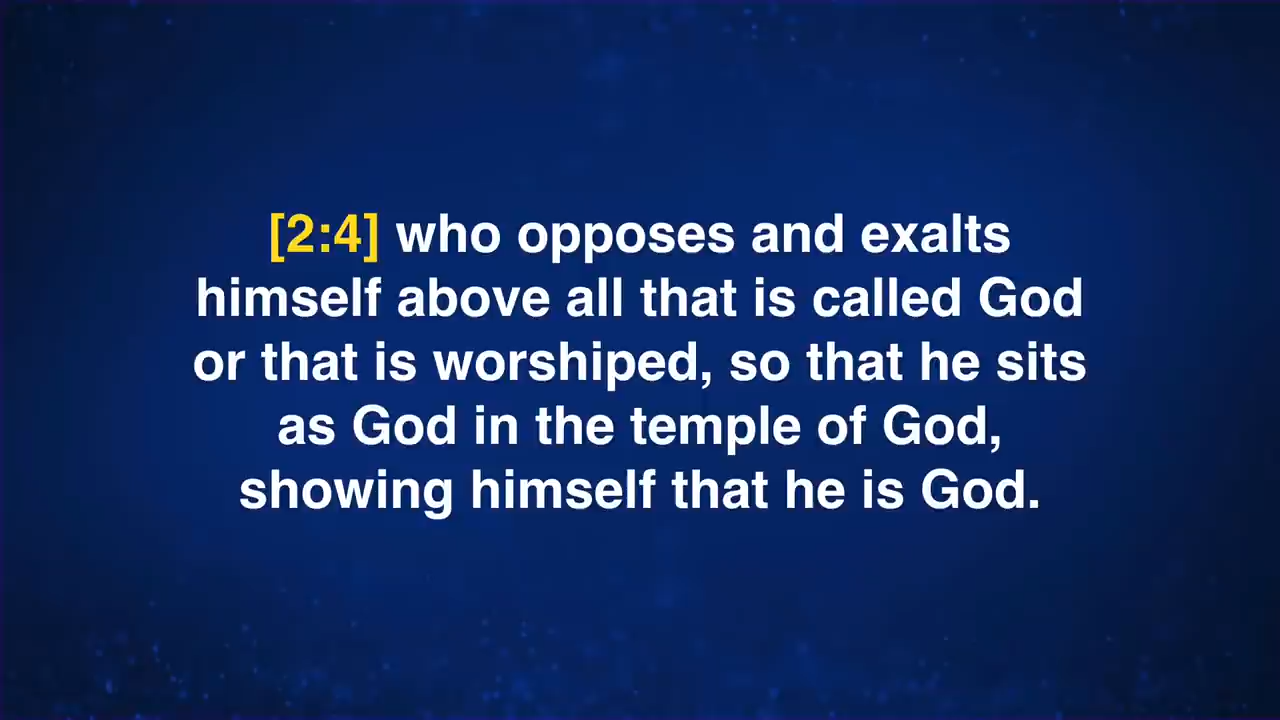 [2:4] who opposes and exalts
himself above all that is called God
or that is worshiped, so that he sits
as God in the temple of God,
showing himself that he is God.